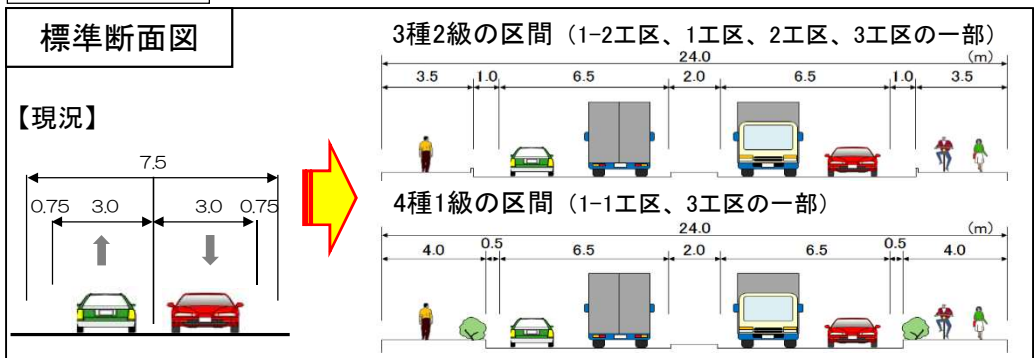 標準断面図
【現況】
7.5
0.75 3.0 3.0 0.75
3種2級の区間（1-2工区、1工区、2工区、3工区の一部）
24.0 (m)
3.5 1.0 6.5 2.0 6.5 1.0 3.5
4種1級の区間（1-1工区、3工区の一部）
24.0 (m)
4.0 0.5 6.5 2.0 6.5 0.5 4.0